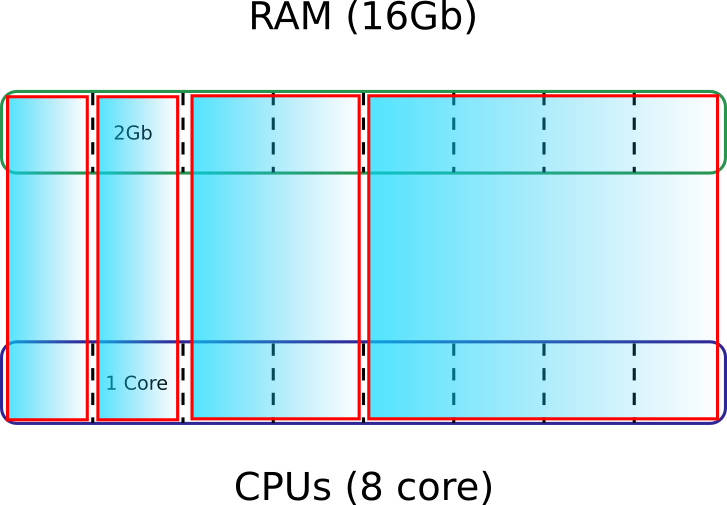 RAM (16Gb)
2Gb
1 Core
CPUs (8 core)